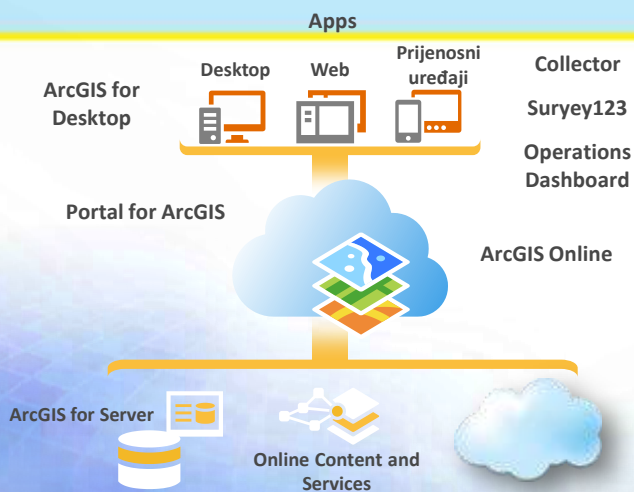 Apps
ArcGIS for
Desktop
Desktop
Web
Prijenosni
uređaji
Collector
Suryey123
Operations
Dashboard
Portal for ArcGIS
ArcGIS Online
ArcGIS for Server
Online Content and
Services